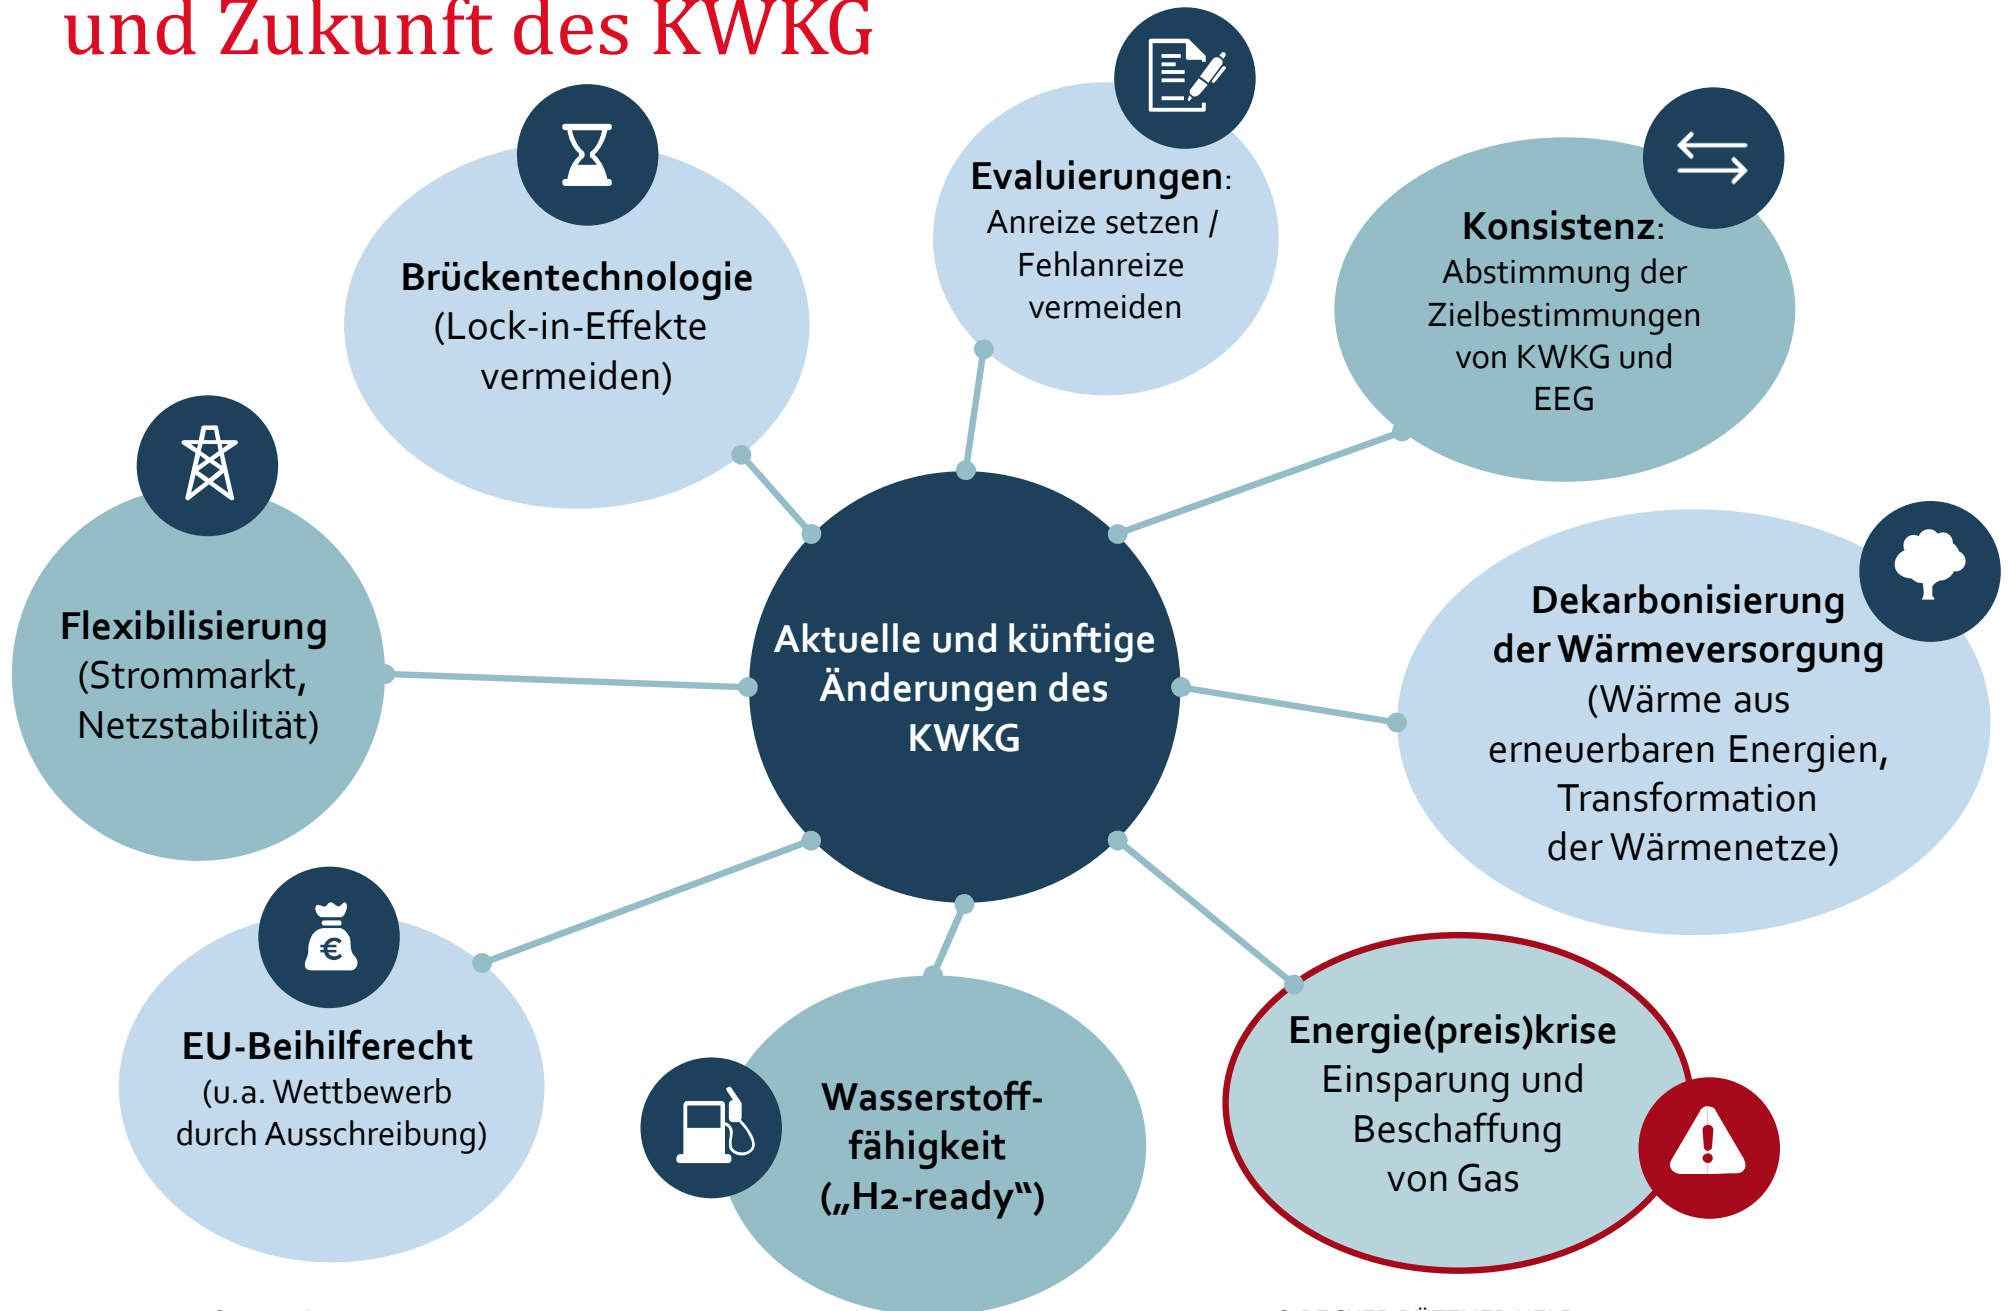 und Zukunft des KWKG
Evaluierungen:
Anreize setzen /
Fehlanreize
vermeiden
Konsistenz:
Abstimmung der
Zielbestimmungen
von KWKG und
EEG
Brückentechnologie
(Lock-in-Effekte
vermeiden)
Flexibilisierung
(Strommarkt,
Netzstabilität)
Aktuelle und künftige
Änderungen des
KWKG
Dekarbonisierung
der Wärmeversorgung
(Wärme aus
erneuerbaren Energien,
Transformation
der Wärmenetze)
€
EU-Beihilferecht
(u.a. Wettbewerb
durch Ausschreibung)
Wasserstoff-
fähigkeit
(„H2-ready“)
Energie(preis)krise
Einsparung und
Beschaffung
von Gas
!